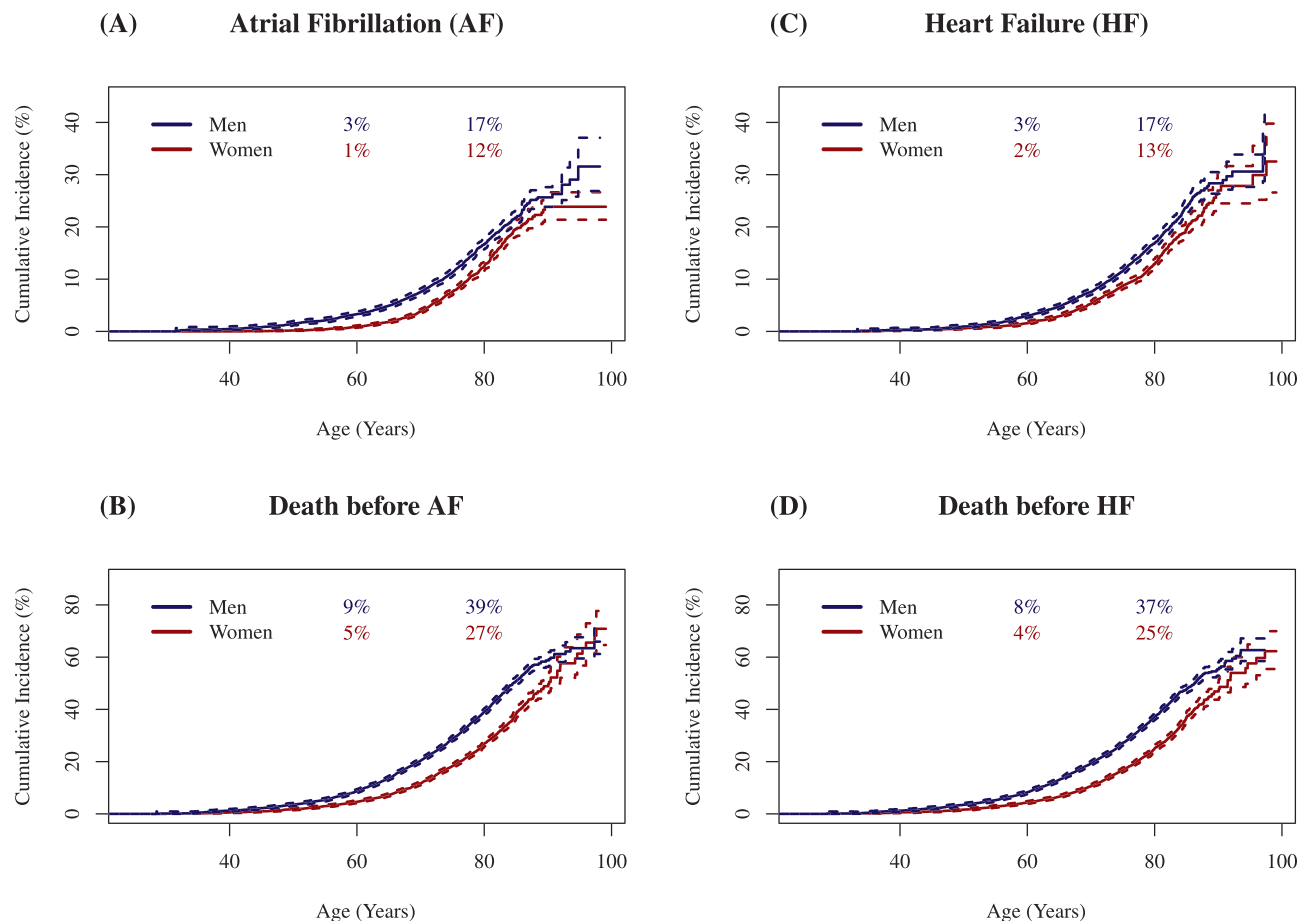 (A) Atrial Fibrillation (AF)
Cumulative Incidence (%)
40
30
20
10
0
Men 3% 17%
Women 1% 12%
40 60 80 100
Age (Years)
(C) Heart Failure (HF)
Cumulative Incidence (%)
40
30
20
10
0
Men 3% 17%
Women 2% 13%
40 60 80 100
Age (Years)
(B) Death before AF
Cumulative Incidence (%)
80
60
40
20
0
Men 9% 39%
Women 5% 27%
40 60 80 100
Age (Years)
(D) Death before HF
Cumulative Incidence (%)
80
60
40
20
0
Men 8% 37%
Women 4% 25%
40 60 80 100
Age (Years)